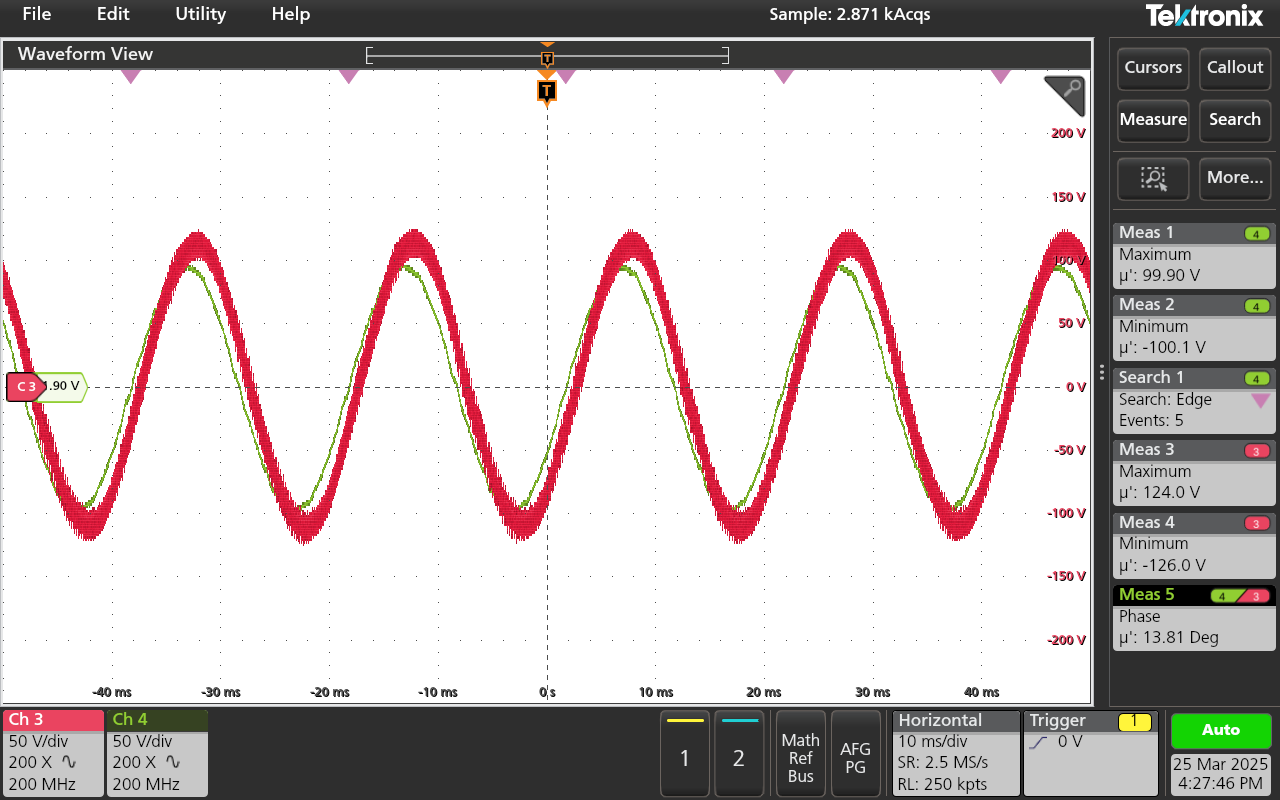 File Edit Utility Help Sample: 2.871 kAcqs Tektronix
Waveform View
T
T
Cursors Callout
Measure Search
More...
200 V
150 V
100 V
50 V
0 V
-50 V
-100 V
-150 V
-200 V
C 3 1.90 V
-40 ms -30 ms -20 ms -10 ms 0 s 10 ms 20 ms 30 ms 40 ms
Meas 1 4
Maximum
µ': 99.90 V
Meas 2 4
Minimum
µ': -100.1 V
Search 1 4
Search: Edge
Events: 5
Meas 3 3
Maximum
µ': 124.0 V
Meas 4 3
Minimum
µ': -126.0 V
Meas 5 4 3
Phase
µ': 13.81 Deg
Ch 3
50 V/div
200 X
200 MHz
Ch 4
50 V/div
200 X
200 MHz
1
2
Math
Ref
Bus
AFG
PG
Horizontal
10 ms/div
SR: 2.5 MS/s
RL: 250 kpts
Trigger 1
0 V
Auto
25 Mar 2025
4:27:46 PM